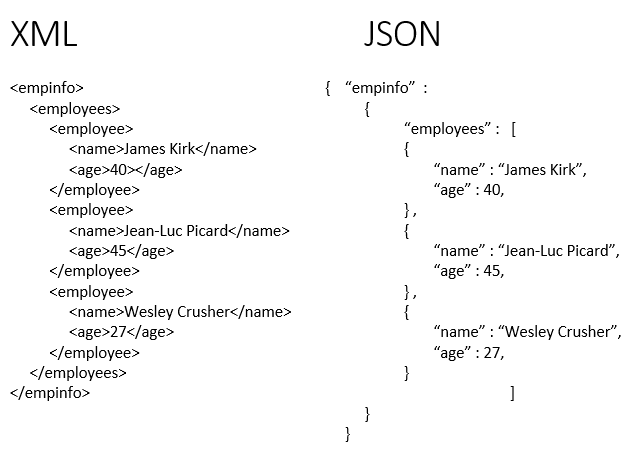 XML
<empinfo>
<employees>
<employee>
<name>James Kirk</name>
<age>40></age>
</employee>
<employee>
<name>Jean-Luc Picard</name>
<age>45</age>
</employee>
<employee>
<name>Wesley Crusher</name>
<age>27</age>
</employee>
</employees>
</empinfo>
JSON
{ “empinfo” :
{
“employees” : [
{
“name” : “James Kirk”,
“age” : 40,
} ,
{
“name” : “Jean-Luc Picard”,
“age” : 45,
} ,
{
“name” : “Wesley Crusher”,
“age” : 27,
}
]
}
}